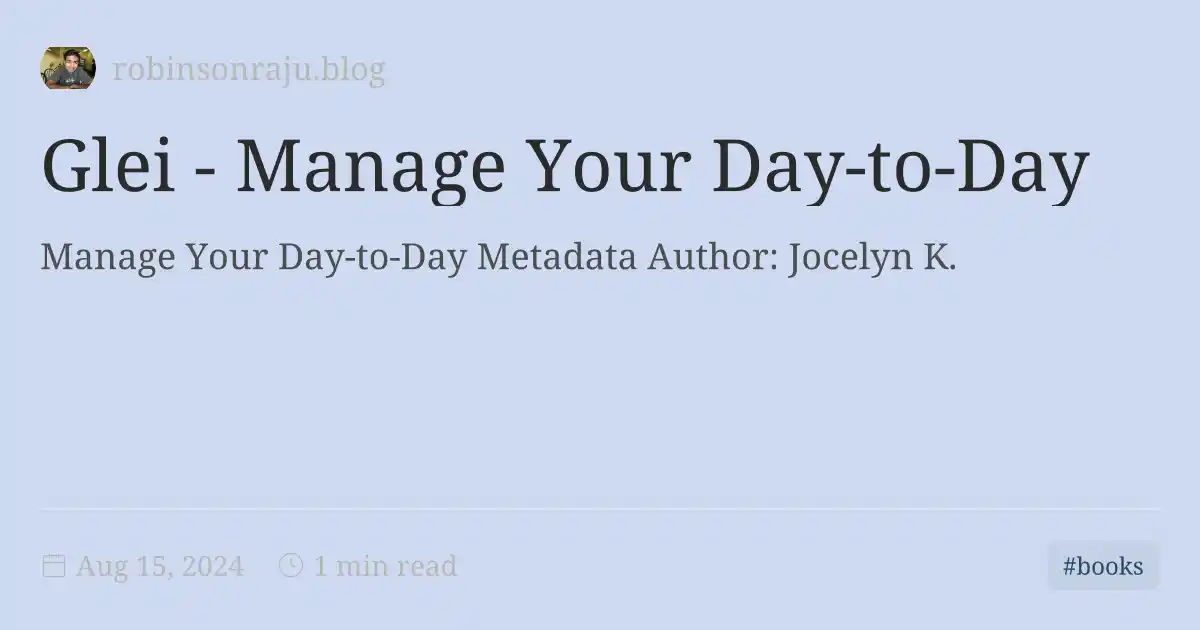 robinsonraju.blog
Glei - Manage Your Day-to-Day
Manage Your Day-to-Day Metadata Author: Jocelyn K.
Aug 15, 2024 1 min read #books